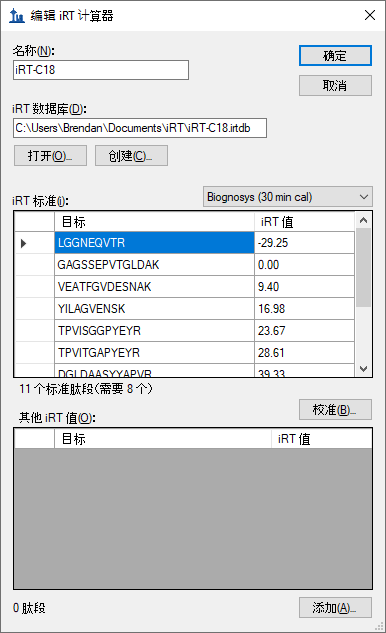 编辑 iRT 计算器
名称(N):
iRT-C18
确定
取消
iRT 数据库(D):
C:\Users\Brendan\Documents\iRT\iRT-C18.irtdb
打开(O)...
创建(C)...
iRT 标准(i):
Biognosys (30 min cal)
目标 iRT 值
LGGNEQVTR -29.25
GAGSSEPVTGLDAK 0.00
VEATFGVDESNAK 9.40
YILAGVENSK 16.98
TPVISGGPYEYR 23.67
TPVITGAPYEYR 28.61
DGLDAASYYAPVR 39.33
11 个标准肽段(需要 8 个)
校准(B)...
其他 iRT 值(O):
目标 iRT 值
0 肽段
添加(A)...